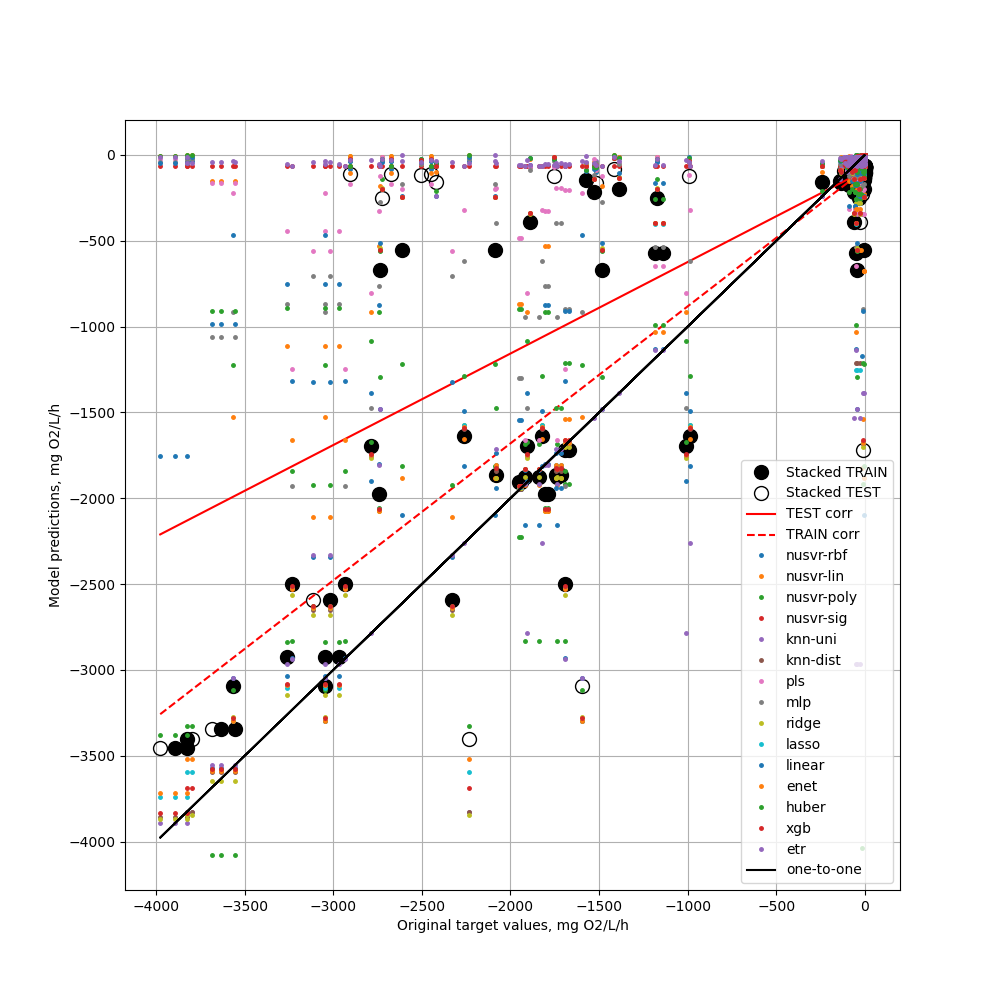 0
−500
−1000
−1500
−2000
−2500
−3000
−3500
−4000
Model predictions, mg O2/L/h
−4000 −3500 −3000 −2500 −2000 −1500 −1000 −500 0
Original target values, mg O2/L/h
Stacked TRAIN
Stacked TEST
TEST corr
TRAIN corr
nusvr-rbf
nusvr-lin
nusvr-poly
nusvr-sig
knn-uni
knn-dist
pls
mlp
ridge
lasso
linear
enet
huber
xgb
etr
one-to-one